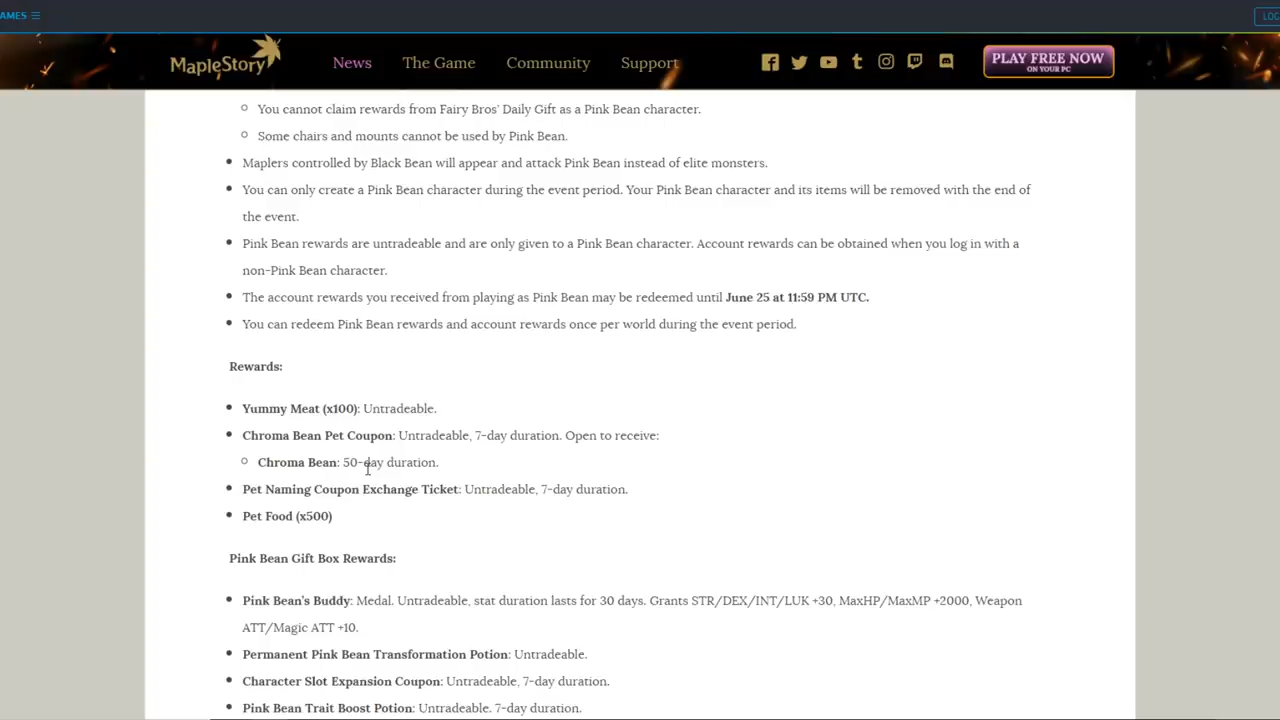 AMES
LOG
MapleStory
News
The Game
Community
Support
PLAY FREE NOW
ON YOUR PC
You cannot claim rewards from Fairy Bros' Daily Gift as a Pink Bean character.
Some chairs and mounts cannot be used by Pink Bean.
Maplers controlled by Black Bean will appear and attack Pink Bean instead of elite monsters.
You can only create a Pink Bean character during the event period. Your Pink Bean character and its items will be removed with the end of
the event.
Pink Bean rewards are untradeable and are only given to a Pink Bean character. Account rewards can be obtained when you log in with a
non-Pink Bean character.
The account rewards you received from playing as Pink Bean may be redeemed until June 25 at 11:59 PM UTC.
You can redeem Pink Bean rewards and account rewards once per world during the event period.
Rewards:
Yummy Meat (x100): Untradeable.
Chroma Bean Pet Coupon: Untradeable, 7-day duration. Open to receive:
Chroma Bean: 50-day duration.
Pet Naming Coupon Exchange Ticket: Untradeable, 7-day duration.
Pet Food (x500)
Pink Bean Gift Box Rewards:
Pink Bean's Buddy: Medal. Untradeable, stat duration lasts for 30 days. Grants STR/DEX/INT/LUK +30, MaxHP/MaxMP +2000, Weapon
ATT/Magic ATT +10.
Permanent Pink Bean Transformation Potion: Untradeable.
Character Slot Expansion Coupon: Untradeable, 7-day duration.
Pink Bean Trait Boost Potion: Untradeable. 7-day duration.